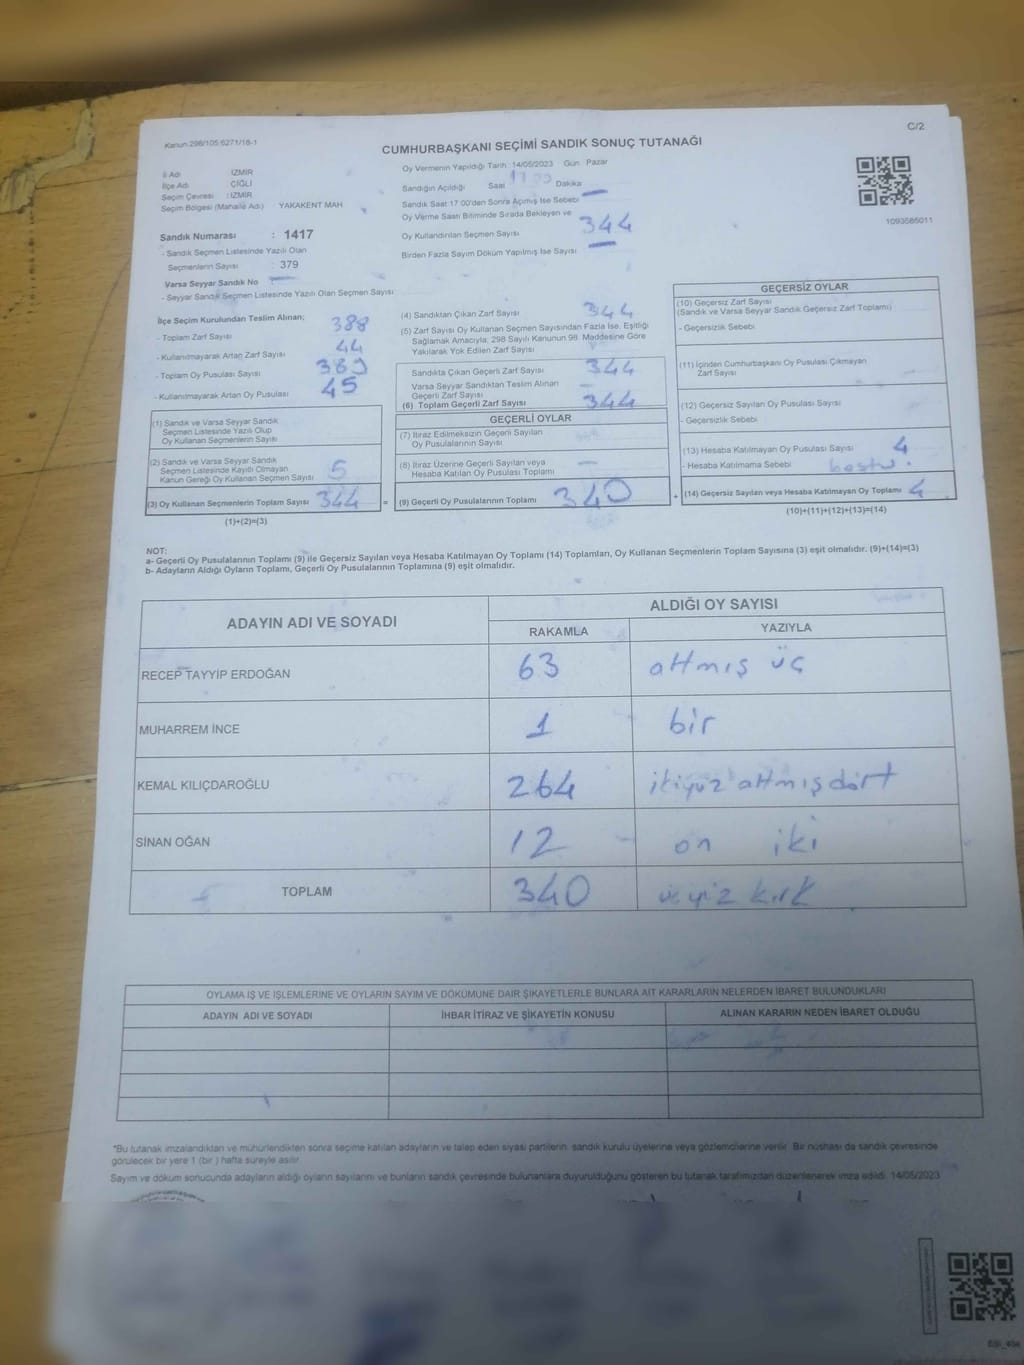 Kanun:298/105;6271/18-1
C/2
CUMHURBAŞKANI SEÇİMİ SANDIK SONUÇ TUTANAĞI
İl Adı : İZMİR
İlçe Adı : ÇİĞLİ
Seçim Çevresi : İZMİR
Seçim Bölgesi (Mahalle Adı) : YAKAKENT MAH.
Oy Vermenin Yapıldığı Tarih :14/05/2023 Gün : Pazar
Sandığın Açıldığı Saat 17 00 Dakika
Sandık Saat 17:00'dan Sonra Açılmış İse Sebebi
Oy Verme Saati Bitiminde Sırada Bekleyen ve
Oy Kullandırılan Seçmen Sayısı 344
Birden Fazla Sayım Döküm Yapılmış İse Sayısı —
1093585011
Sandık Numarası : 1417
- Sandık Seçmen Listesinde Yazılı Olan
Seçmenlerin Sayısı : 379
Varsa Seyyar Sandık No : —
- Seyyar Sandık Seçmen Listesinde Yazılı Olan Seçmen Sayısı
İlçe Seçim Kurulundan Teslim Alınan;
- Toplam Zarf Sayısı 388
- Kullanılmayarak Artan Zarf Sayısı 44
- Toplam Oy Pusulası Sayısı 389
- Kullanılmayarak Artan Oy Pusulası 45
(1) Sandık ve Varsa Seyyar Sandık
Seçmen Listesinde Yazılı Olup
Oy Kullanan Seçmenlerin Sayısı
(2) Sandık ve Varsa Seyyar Sandık
Seçmen Listesinde Kayıtlı Olmayan
Kanun Gereği Oy Kullanan Seçmen Sayısı 5
(3) Oy Kullanan Seçmenlerin Toplam Sayısı 344 =
(1)+(2)=(3)
(4) Sandıktan Çıkan Zarf Sayısı 344
(5) Zarf Sayısı Oy Kullanan Seçmen Sayısından Fazla İse, Eşitliği
Sağlamak Amacıyla; 298 Sayılı Kanunun 98. Maddesine Göre
Yakılarak Yok Edilen Zarf Sayısı
Sandıkta Çıkan Geçerli Zarf Sayısı 344
Varsa Seyyar Sandıktan Teslim Alınan
Geçerli Zarf Sayısı
(6) Toplam Geçerli Zarf Sayısı 344
GEÇERLİ OYLAR
(7) İtiraz Edilmeksizin Geçerli Sayılan
Oy Pusulalarının Sayısı
(8) İtiraz Üzerine Geçerli Sayılan veya
Hesaba Katılan Oy Pusulası Toplamı —
(9) Geçerli Oy Pusulalarının Toplamı 340 +
GEÇERSİZ OYLAR
(10) Geçersiz Zarf Sayısı
(Sandık ve Varsa Seyyar Sandık Geçersiz Zarf Toplamı)
- Geçersizlik Sebebi
(11) İçinden Cumhurbaşkanı Oy Pusulası Çıkmayan
Zarf Sayısı
(12) Geçersiz Sayılan Oy Pusulası Sayısı
- Geçersizlik Sebebi
(13) Hesaba Katılmayan Oy Pusulası Sayısı 4
- Hesaba Katılmama Sebebi
(14) Geçersiz Sayılan veya Hesaba Katılmayan Oy Toplamı 4
(10)+(11)+(12)+(13)=(14)
NOT:
a- Geçerli Oy Pusulalarının Toplamı (9) ile Geçersiz Sayılan veya Hesaba Katılmayan Oy Toplamı (14) Toplamları, Oy Kullanan Seçmenlerin Toplam Sayısına (3) eşit olmalıdır. (9)+(14)=(3)
b- Adayların Aldığı Oyların Toplamı, Geçerli Oy Pusulalarının Toplamına (9) eşit olmalıdır.
ADAYIN ADI VE SOYADI ALDIĞI OY SAYISI
RAKAMLA YAZIYLA
RECEP TAYYİP ERDOĞAN 63 altmış üç
MUHARREM İNCE 1 bir
KEMAL KILIÇDAROĞLU 264 ikiyüz altmışdört
SİNAN OĞAN 12 on iki
TOPLAM 340 üçyüz kırk
OYLAMA İŞ VE İŞLEMLERİNE VE OYLARIN SAYIM VE DÖKÜMÜNE DAİR ŞİKAYETLERLE BUNLARA AİT KARARLARIN NELERDEN İBARET BULUNDUKLARI
ADAYIN ADI VE SOYADI İHBAR İTİRAZ VE ŞİKAYETİN KONUSU ALINAN KARARIN NEDEN İBARET OLDUĞU
*Bu tutanak imzalandıktan ve mühürlendikten sonra seçime katılan adayların ve talep eden siyasi partilerin sandık kurulu üyelerine veya gözlemcilerine verilir. Bir nüshası da sandık çevresinde
görülecek bir yere 1 (bir ) hafta süreyle asılır.
Sayım ve döküm sonucunda adayların aldığı oyların sayılarını ve bunların sandık çevresinde bulunanlara duyurulduğunu gösteren bu tutanak tarafımızdan düzenlenerek imza edildi. 14/05/2023